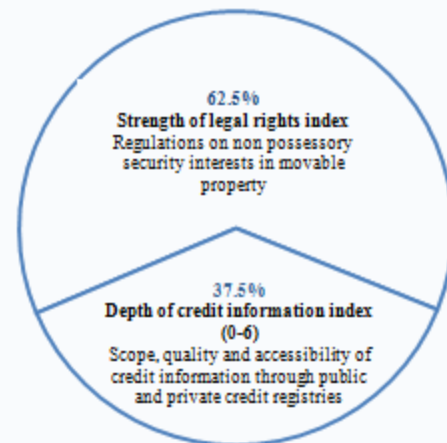 62.5%
Strength of legal rights index
Regulations on non possessory
security interests in movable
property
37.5%
Depth of credit information index
(0-6)
Scope, quality and accessibility of
credit information through public
and private credit registries